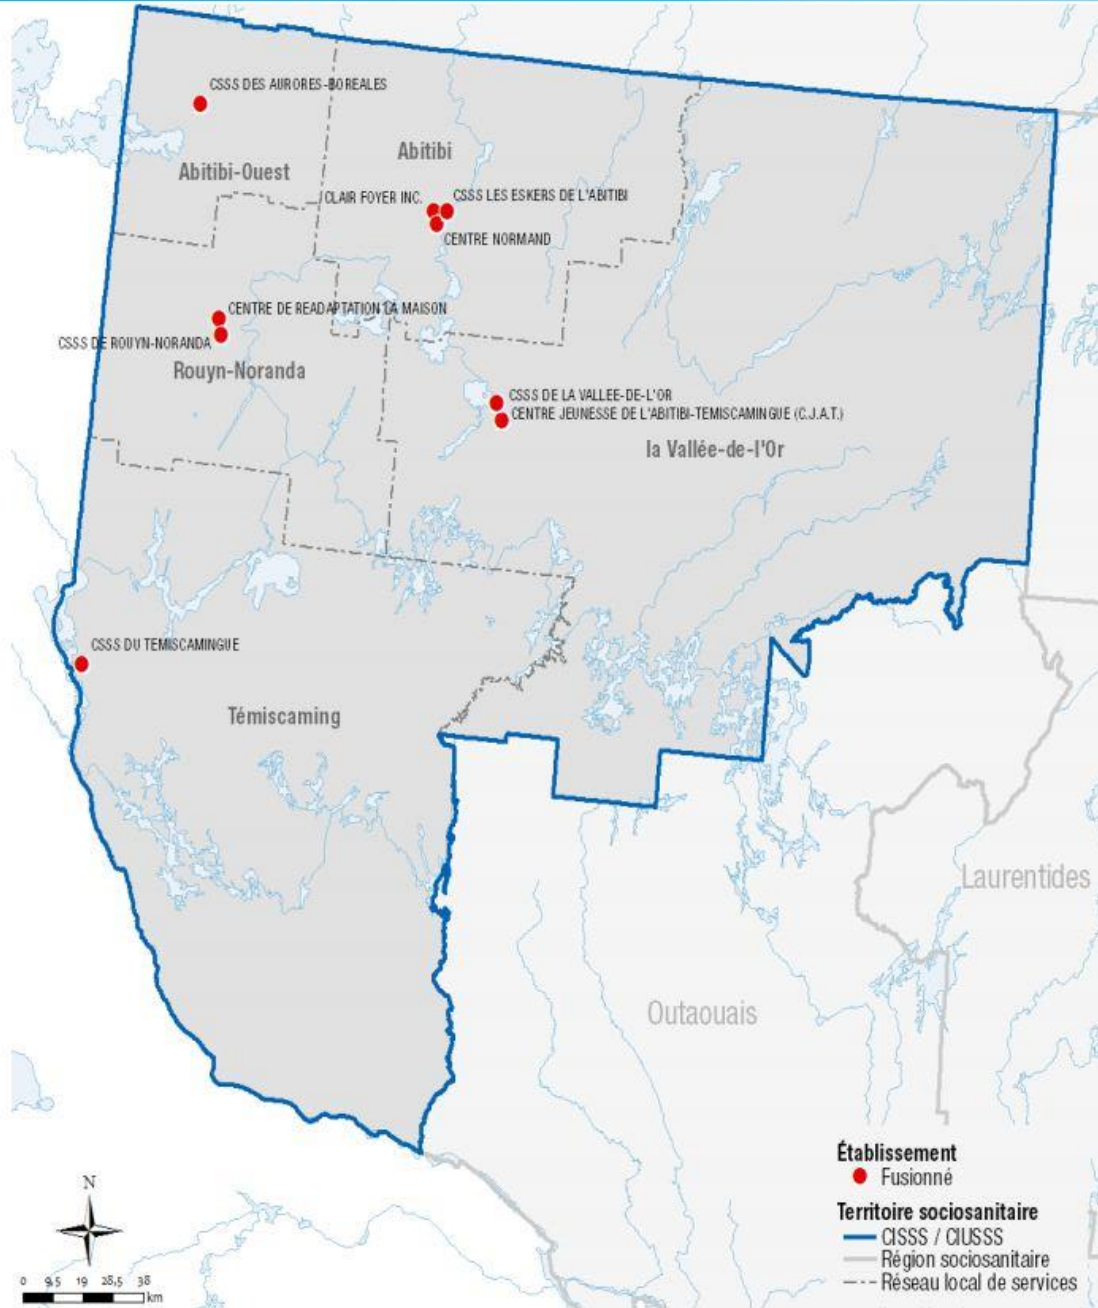 CSSS DES AURORES-BOREALES
Abitibi
Abitibi-Ouest
CLAIR FOYER INC.
CSSS LES ESKERS DE L'ABITIBI
CENTRE NORMAND
CENTRE DE READAPTATION LA MAISON
CSSS DE ROUYN-NORANDA
Rouyn-Noranda
CSSS DE LA VALLEE-DE-L'OR
CENTRE JEUNESSE DE L'ABITIBI-TEMISCAMINGUE (C.J.A.T.)
la Vallée-de-l'Or
CSSS DU TEMISCAMINGUE
Témiscaming
Laurentides
Outaouais
Établissement
Fusionné
Territoire sociosanitaire
CISSS / CIUSSS
Région sociosanitaire
Réseau local de services
N
0 9,5 19 28,5 38
km